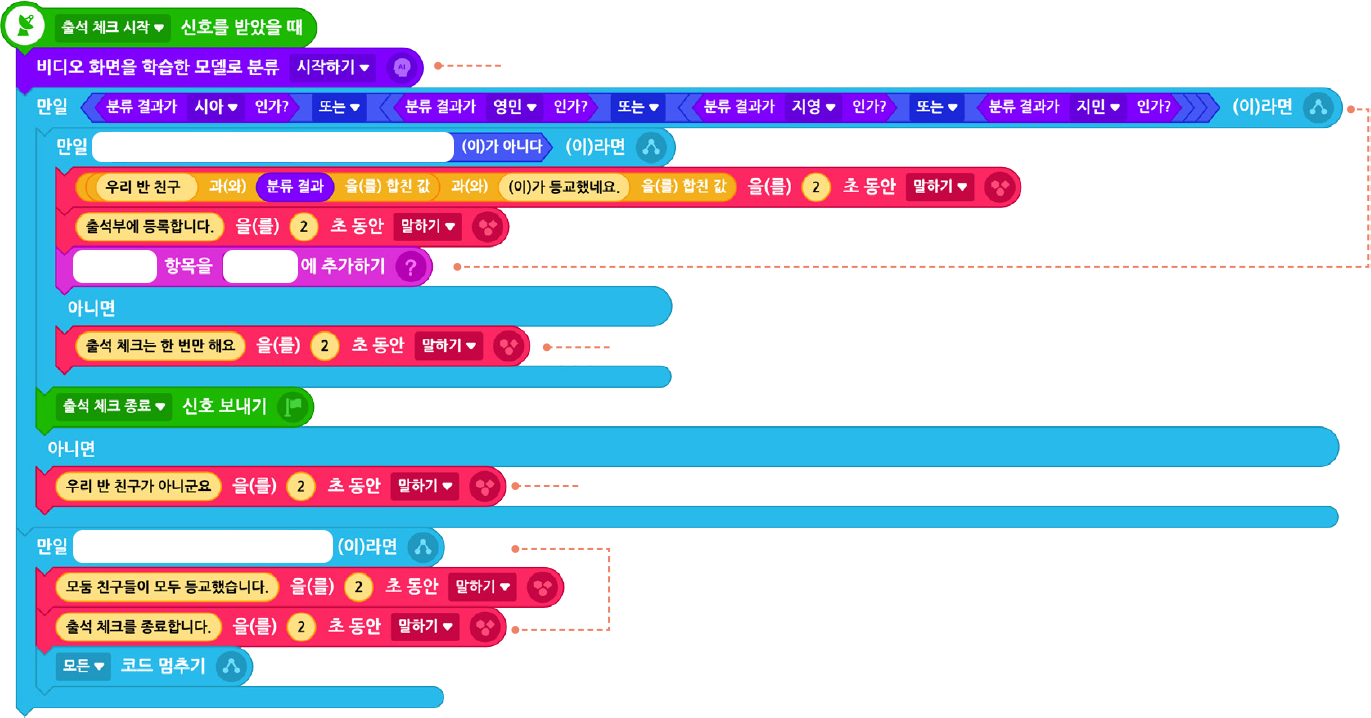 출석 체크 시작 신호를 받았을 때
비디오 화면을 학습한 모델로 분류 시작하기 AI
만일 분류 결과가 시아 인가? 또는 분류 결과가 영민 인가? 또는 분류 결과가 지영 인가? 또는 분류 결과가 지민 인가? (이)라면
만일 (이)가 아니다 (이)라면
우리 반 친구 과(와) 분류 결과 을(를) 합친 값 과(와) (이)가 등교했네요. 을(를) 합친 값 을(를) 2 초 동안 말하기
출석부에 등록합니다. 을(를) 2 초 동안 말하기
항목을 에 추가하기 ?
아니면
출석 체크는 한 번만 해요 을(를) 2 초 동안 말하기
출석 체크 종료 신호 보내기
아니면
우리 반 친구가 아니군요 을(를) 2 초 동안 말하기
만일 (이)라면
모둠 친구들이 모두 등교했습니다. 을(를) 2 초 동안 말하기
출석 체크를 종료합니다. 을(를) 2 초 동안 말하기
모든 코드 멈추기